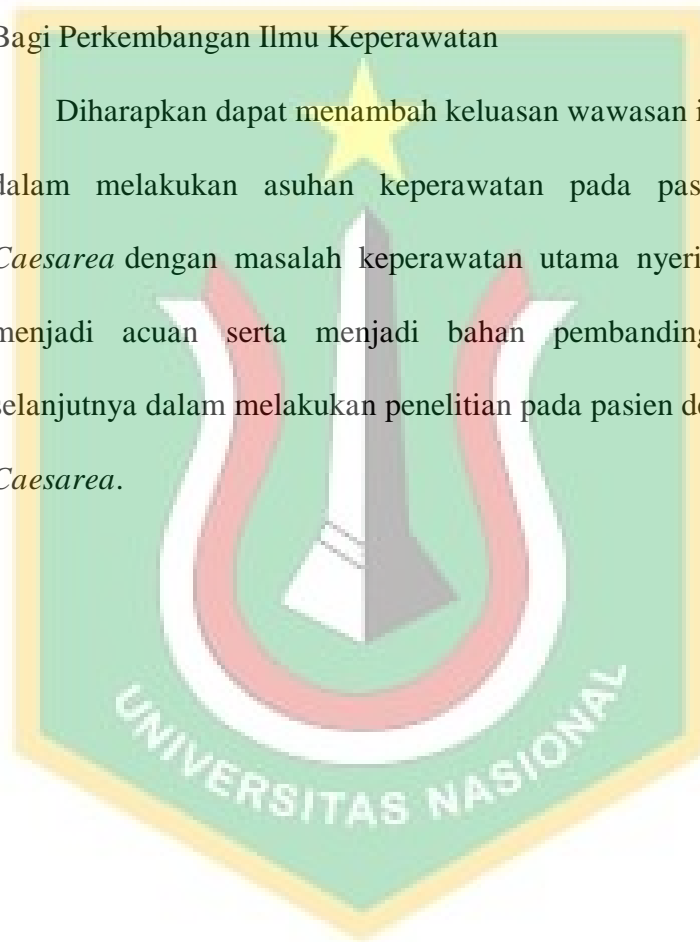 Bagi Perkembangan Ilmu Keperawatan
Diharapkan dapat menambah keluasan wawasan
dalam melakukan asuhan keperawatan pada
Caesarea dengan masalah keperawatan utama
menjadi acuan serta menjadi bahan
selanjutnya dalam melakukan penelitian pada pasien
Caesarea.
UNIVERSITAS NASIONAL